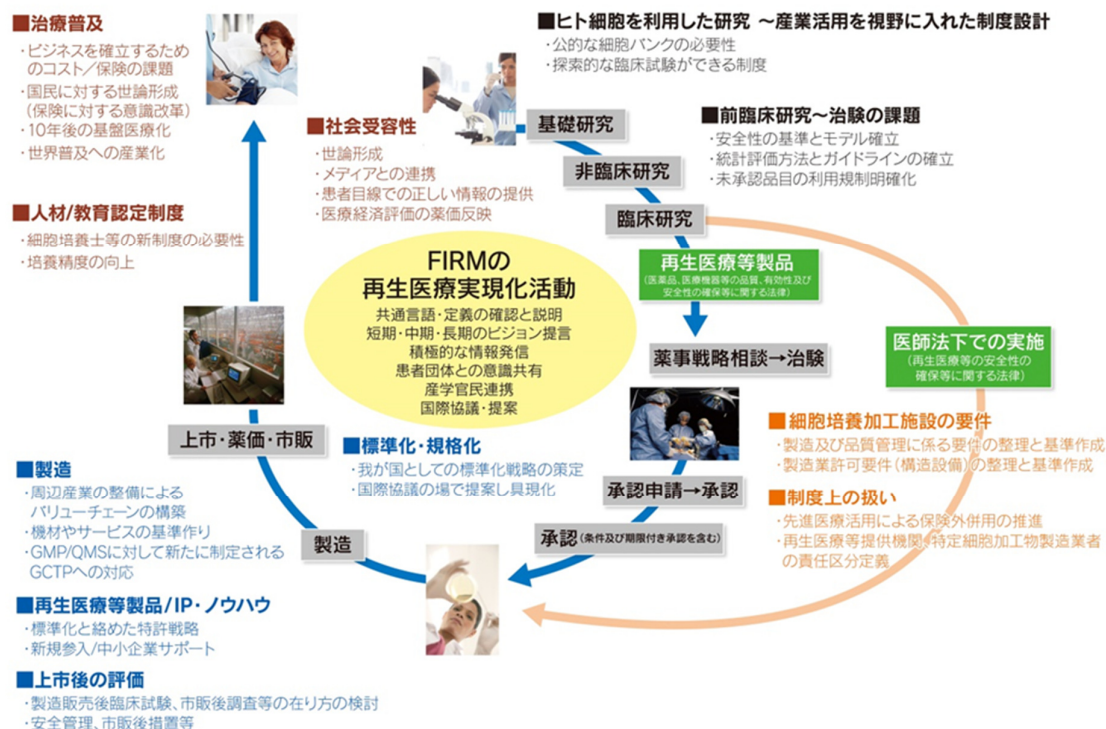 ■治療普及
・ビジネスを確立するため
のコスト／保険の課題
・国民に対する世論形成
(保険に対する意識改革)
・10年後の基盤医療化
・世界普及への産業化
■ヒト細胞を利用した研究 ～産業活用を視野に入れた制度設計
・公的な細胞バンクの必要性
・探索的な臨床試験ができる制度
■社会受容性
・世論形成
・メディアとの連携
・患者目線での正しい情報の提供
・医療経済評価の薬価反映
基礎研究
非臨床研究
臨床研究
■前臨床研究～治験の課題
・安全性の基準とモデル確立
・統計評価方法とガイドラインの確立
・未承認品目の利用規制明確化
■人材/教育認定制度
・細胞培養士等の新制度の必要性
・培養精度の向上
FIRMの
再生医療実現化活動
共通言語・定義の確認と説明
短期・中期・長期のビジョン提言
積極的な情報発信
患者団体との意識共有
産学官民連携
国際協議・提案
再生医療等製品
(医薬品、医療機器等の品質、有効性及び
安全性の確保等に関する法律)
薬事戦略相談→治験
医師法下での実施
(再生医療等の安全性の
確保等に関する法律)
上市・薬価・市販
■標準化・規格化
・我が国としての標準化戦略の策定
・国際協議の場で提案し具現化
■細胞培養加工施設の要件
・製造及び品質管理に係る要件の整理と基準作成
・製造業許可要件(構造設備)の整理と基準作成
■制度上の扱い
・先進医療活用による保険外併用の推進
・再生医療等提供機関、特定細胞加工物製造業者
の責任区分定義
承認申請→承認
承認(条件及び期限付き承認を含む)
製造
■製造
・周辺産業の整備による
バリューチェーンの構築
・機材やサービスの基準作り
・GMP/QMSに対して新たに制定される
GCTPへの対応
■再生医療等製品/IP・ノウハウ
・標準化と絡めた特許戦略
・新規参入/中小企業サポート
■上市後の評価
・製造販売後臨床試験、市販後調査等の在り方の検討
・安全管理、市販後措置等